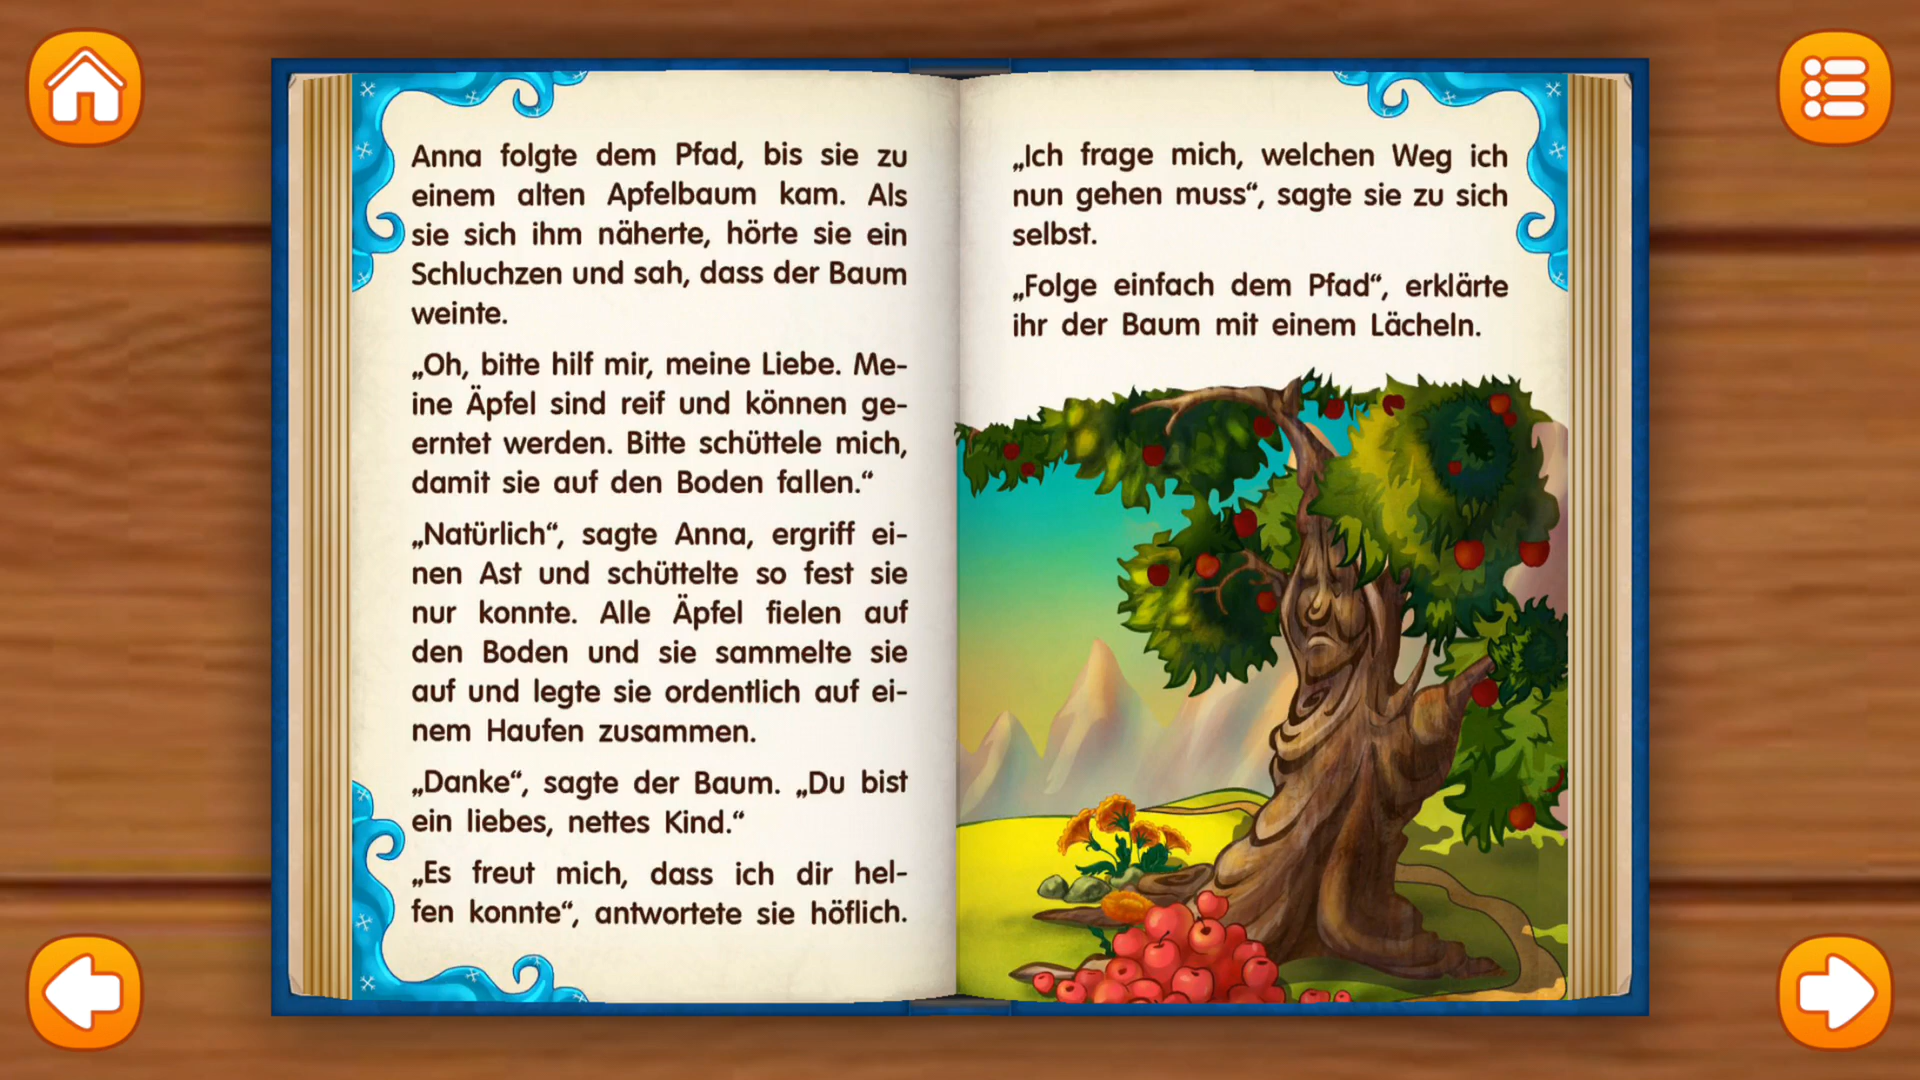 Anna folgte dem Pfad, bis sie zu
einem alten Apfelbaum kam. Als
sie sich ihm näherte, hörte sie ein
Schluchzen und sah, dass der Baum
weinte.
„Oh, bitte hilf mir, meine Liebe. Me-
ine Äpfel sind reif und können ge-
erntet werden. Bitte schüttele mich,
damit sie auf den Boden fallen.“
„Natürlich“, sagte Anna, ergriff ei-
nen Ast und schüttelte so fest sie
nur konnte. Alle Äpfel fielen auf
den Boden und sie sammelte sie
auf und legte sie ordentlich auf ei-
nem Haufen zusammen.
„Danke“, sagte der Baum. „Du bist
ein liebes, nettes Kind.“
„Es freut mich, dass ich dir hel-
fen konnte“, antwortete sie höflich.
„Ich frage mich, welchen Weg ich
nun gehen muss“, sagte sie zu sich
selbst.
„Folge einfach dem Pfad“, erklärte
ihr der Baum mit einem Lächeln.